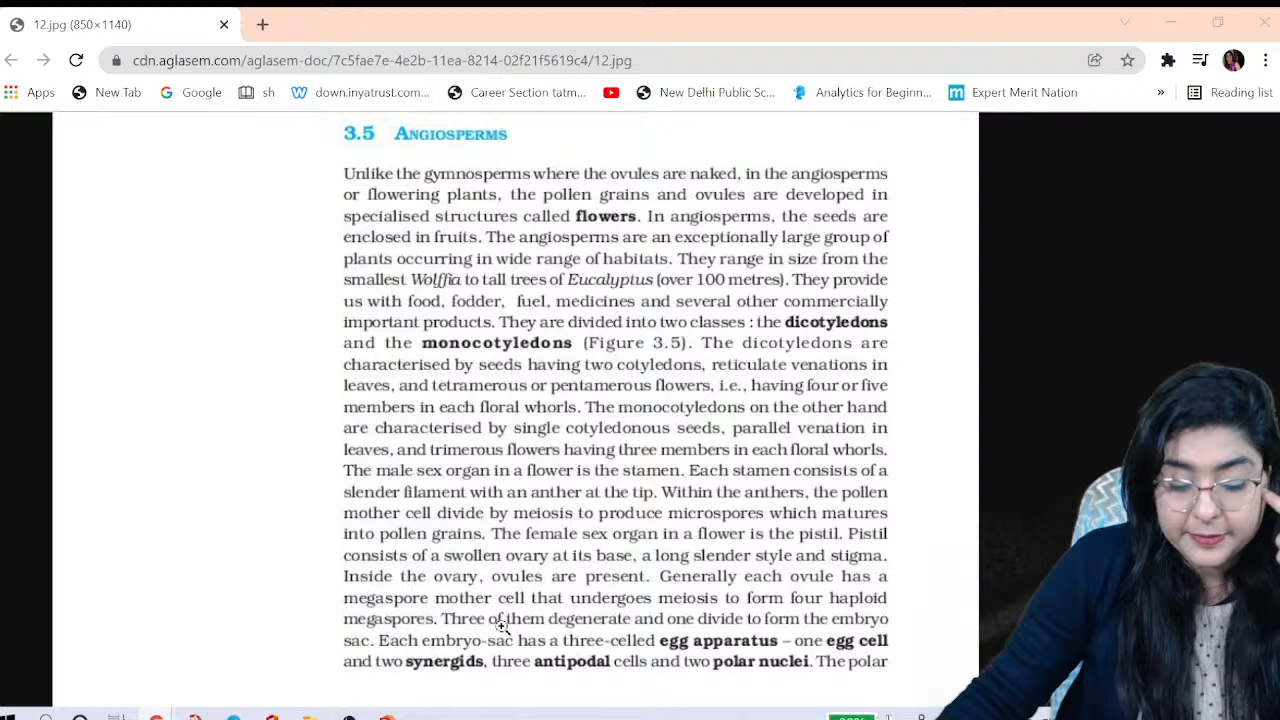 12.jpg (850×1140)
cdn.aglasem.com/aglasem-doc/7c5fae7e-4e2b-11ea-8214-02f21f5619c4/12.jpg
Apps New Tab Google sh down.inyatrust.com... Career Section tatm... New Delhi Public Sc... Analytics for Beginn... Expert Merit Nation » Reading list
3.5 ANGIOSPERMS
Unlike the gymnosperms where the ovules are naked, in the angiosperms
or flowering plants, the pollen grains and ovules are developed in
specialised structures called flowers. In angiosperms, the seeds are
enclosed in fruits. The angiosperms are an exceptionally large group of
plants occurring in wide range of habitats. They range in size from the
smallest Wolffia to tall trees of Eucalyptus (over 100 metres). They provide
us with food, fodder, fuel, medicines and several other commercially
important products. They are divided into two classes : the dicotyledons
and the monocotyledons (Figure 3.5). The dicotyledons are
characterised by seeds having two cotyledons, reticulate venations in
leaves, and tetramerous or pentamerous flowers, i.e., having four or five
members in each floral whorls. The monocotyledons on the other hand
are characterised by single cotyledonous seeds, parallel venation in
leaves, and trimerous flowers having three members in each floral whorls.
The male sex organ in a flower is the stamen. Each stamen consists of a
slender filament with an anther at the tip. Within the anthers, the pollen
mother cell divide by meiosis to produce microspores which matures
into pollen grains. The female sex organ in a flower is the pistil. Pistil
consists of a swollen ovary at its base, a long slender style and stigma.
Inside the ovary, ovules are present. Generally each ovule has a
megaspore mother cell that undergoes meiosis to form four haploid
megaspores. Three of them degenerate and one divide to form the embryo
sac. Each embryo-sac has a three-celled egg apparatus – one egg cell
and two synergids, three antipodal cells and two polar nuclei. The polar